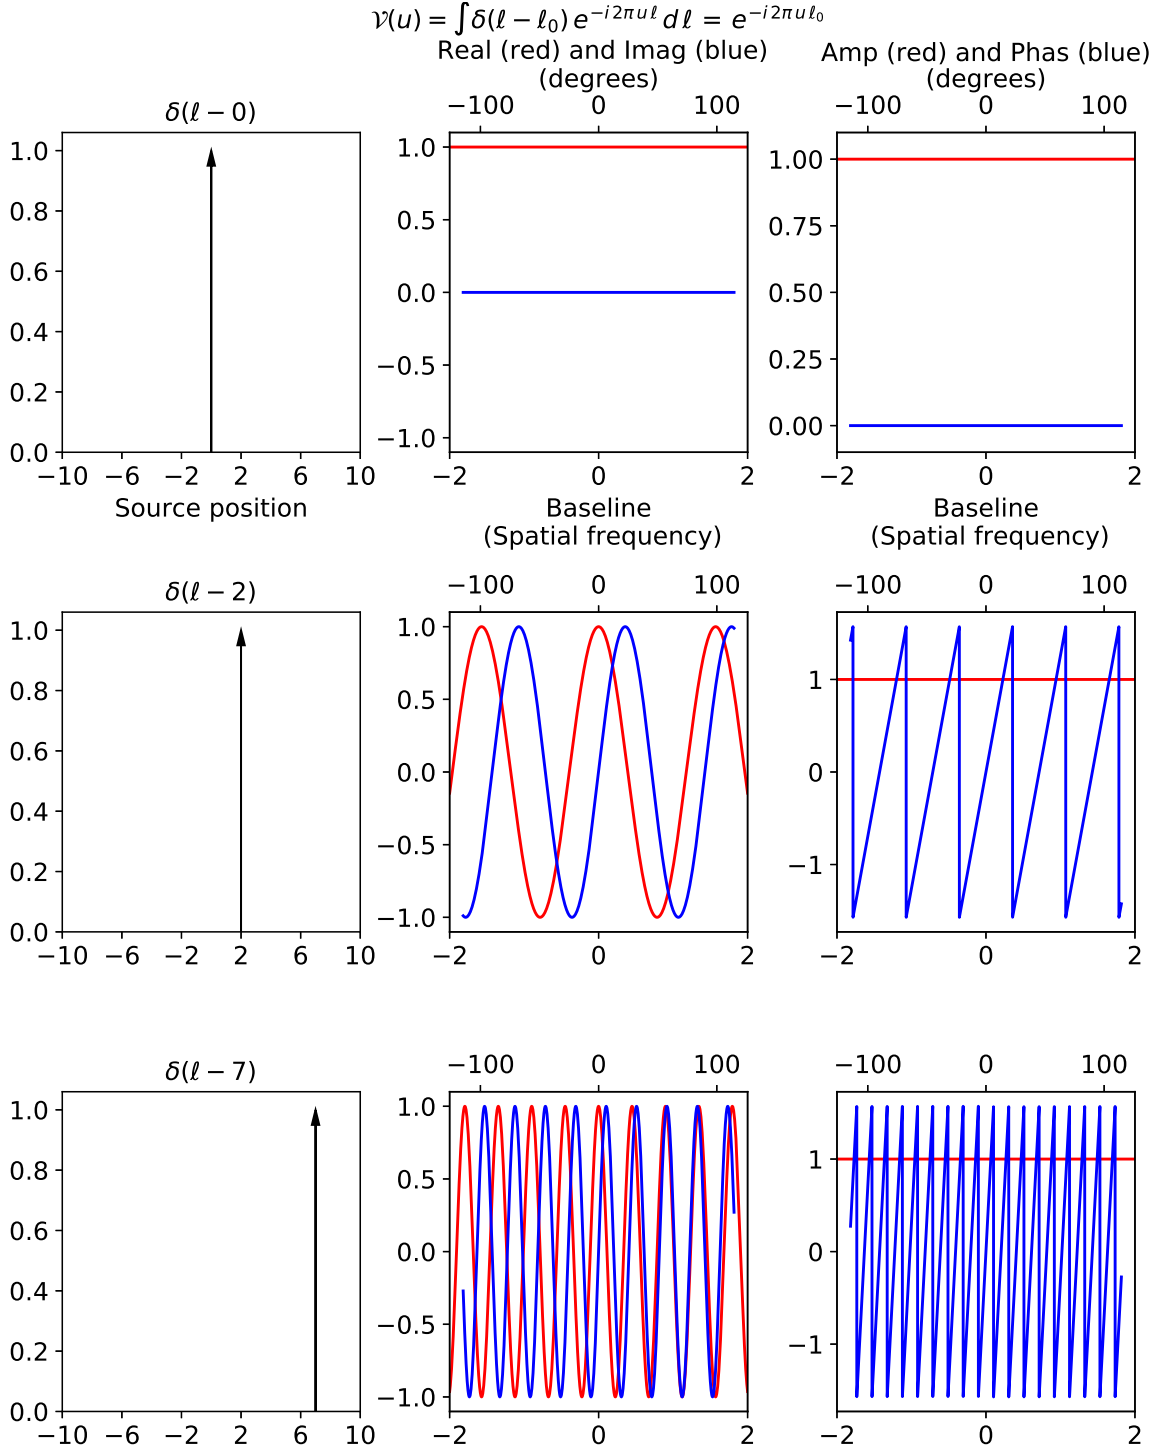 𝒱(u) = ∫δ(ℓ − ℓ₀) e^{−i2πuℓ} dℓ = e^{−i2πuℓ₀}
Real (red) and Imag (blue)
(degrees)
Amp (red) and Phas (blue)
(degrees)
−100 0 100
−100 0 100
δ(ℓ − 0)
1.0
0.8
0.6
0.4
0.2
0.0
−10 −6 −2 2 6 10
Source position
1.0
0.5
0.0
−0.5
−1.0
−2 0 2
Baseline
(Spatial frequency)
1.00
0.75
0.50
0.25
0.00
−2 0 2
Baseline
(Spatial frequency)
δ(ℓ − 2)
1.0
0.8
0.6
0.4
0.2
0.0
−10 −6 −2 2 6 10
−100 0 100
1.0
0.5
0.0
−0.5
−1.0
−2 0 2
−100 0 100
1
0
−1
−2 0 2
δ(ℓ − 7)
1.0
0.8
0.6
0.4
0.2
0.0
−10 −6 −2 2 6 10
−100 0 100
1.0
0.5
0.0
−0.5
−1.0
−2 0 2
−100 0 100
1
0
−1
−2 0 2